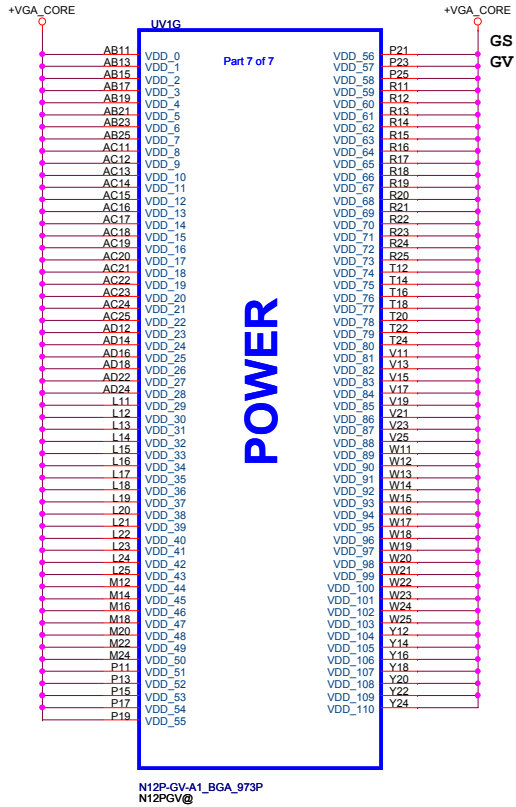 +VGA_CORE +VGA_CORE
UV1G
GS
GV
Part 7 of 7
AB11 VDD_0 VDD_56 P21
AB13 VDD_1 VDD_57 P23
AB15 VDD_2 VDD_58 P25
AB17 VDD_3 VDD_59 R11
AB19 VDD_4 VDD_60 R12
AB21 VDD_5 VDD_61 R13
AB23 VDD_6 VDD_62 R14
AB25 VDD_7 VDD_63 R15
AC11 VDD_8 VDD_64 R16
AC12 VDD_9 VDD_65 R17
AC13 VDD_10 VDD_66 R18
AC14 VDD_11 VDD_67 R19
AC15 VDD_12 VDD_68 R20
AC16 VDD_13 VDD_69 R21
AC17 VDD_14 VDD_70 R22
AC18 VDD_15 VDD_71 R23
AC19 VDD_16 VDD_72 R24
AC20 VDD_17 VDD_73 R25
AC21 VDD_18 VDD_74 T12
AC22 VDD_19 VDD_75 T14
AC23 VDD_20 VDD_76 T16
AC24 VDD_21 VDD_77 T18
AC25 VDD_22 VDD_78 T20
AD12 VDD_23 VDD_79 T22
AD14 VDD_24 VDD_80 T24
AD16 VDD_25 VDD_81 V11
AD18 VDD_26 VDD_82 V13
AD22 VDD_27 VDD_83 V15
AD24 VDD_28 VDD_84 V17
L11 VDD_29 VDD_85 V19
L12 VDD_30 VDD_86 V21
L13 VDD_31 VDD_87 V23
L14 VDD_32 VDD_88 V25
L15 VDD_33 VDD_89 W11
L16 VDD_34 VDD_90 W12
L17 VDD_35 VDD_91 W13
L18 VDD_36 VDD_92 W14
L19 VDD_37 VDD_93 W15
L20 VDD_38 VDD_94 W16
L21 VDD_39 VDD_95 W17
L22 VDD_40 VDD_96 W18
L23 VDD_41 VDD_97 W19
L24 VDD_42 VDD_98 W20
L25 VDD_43 VDD_99 W21
M12 VDD_44 VDD_100 W22
M14 VDD_45 VDD_101 W23
M16 VDD_46 VDD_102 W24
M18 VDD_47 VDD_103 W25
M20 VDD_48 VDD_104 Y12
M22 VDD_49 VDD_105 Y14
M24 VDD_50 VDD_106 Y16
P11 VDD_51 VDD_107 Y18
P13 VDD_52 VDD_108 Y20
P15 VDD_53 VDD_109 Y22
P17 VDD_54 VDD_110 Y24
P19 VDD_55
POWER
N12P-GV-A1_BGA_973P
N12PGV@